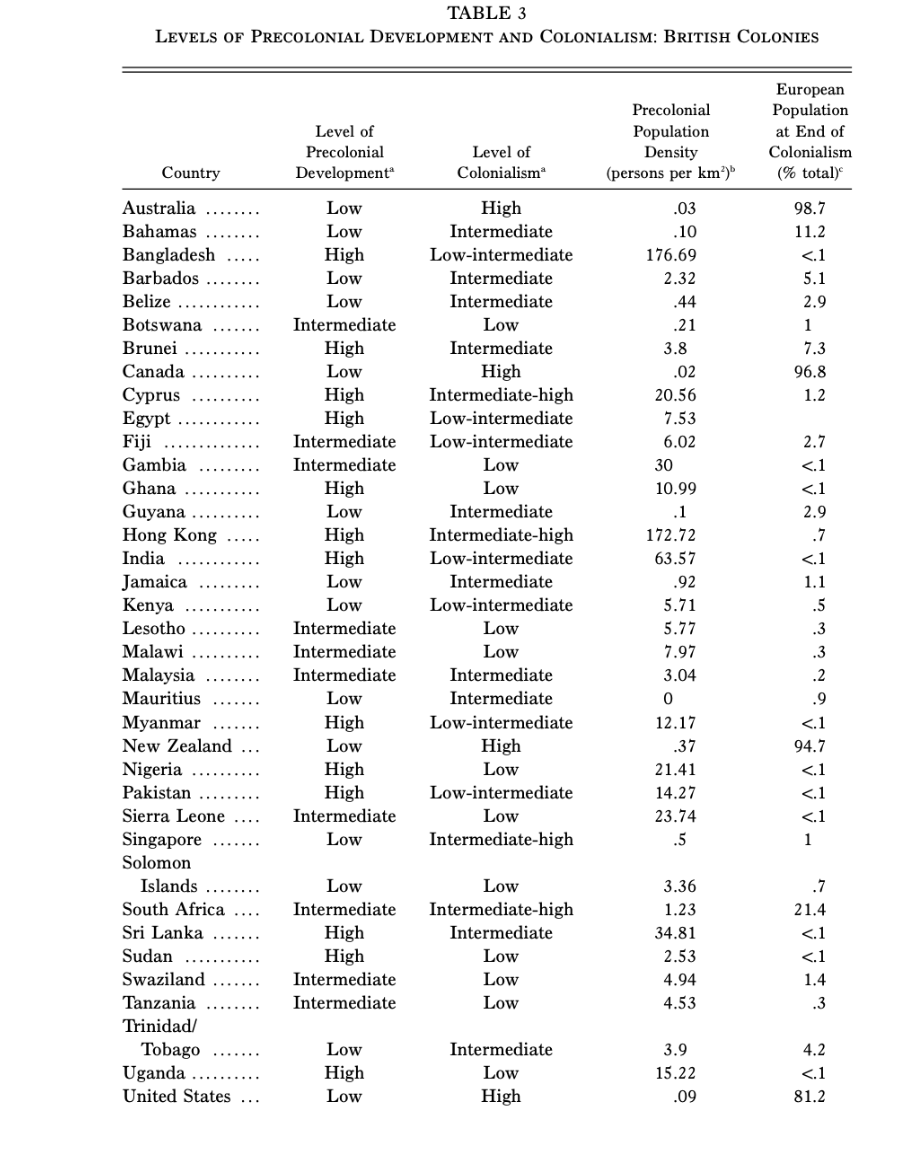 TABLE 3
Levels of Precolonial Development and Colonialism: British Colonies
European
Precolonial Population
Level of Population at End of
Precolonial Level of Density Colonialism
Country Developmentᵃ Colonialismᵃ (persons per km²)ᵇ (% total)ᶜ
Australia ........ Low High .03 98.7
Bahamas ........ Low Intermediate .10 11.2
Bangladesh ..... High Low-intermediate 176.69 <.1
Barbados ........ Low Intermediate 2.32 5.1
Belize ............ Low Intermediate .44 2.9
Botswana ....... Intermediate Low .21 1
Brunei ........... High Intermediate 3.8 7.3
Canada .......... Low High .02 96.8
Cyprus .......... High Intermediate-high 20.56 1.2
Egypt ............ High Low-intermediate 7.53
Fiji .............. Intermediate Low-intermediate 6.02 2.7
Gambia ......... Intermediate Low 30 <.1
Ghana ........... High Low 10.99 <.1
Guyana .......... Low Intermediate .1 2.9
Hong Kong ..... High Intermediate-high 172.72 .7
India ............ High Low-intermediate 63.57 <.1
Jamaica ......... Low Intermediate .92 1.1
Kenya ........... Low Low-intermediate 5.71 .5
Lesotho .......... Intermediate Low 5.77 .3
Malawi .......... Intermediate Low 7.97 .3
Malaysia ........ Intermediate Intermediate 3.04 .2
Mauritius ....... Low Intermediate 0 .9
Myanmar ....... High Low-intermediate 12.17 <.1
New Zealand ... Low High .37 94.7
Nigeria .......... High Low 21.41 <.1
Pakistan ......... High Low-intermediate 14.27 <.1
Sierra Leone .... Intermediate Low 23.74 <.1
Singapore ....... Low Intermediate-high .5 1
Solomon
Islands ........ Low Low 3.36 .7
South Africa .... Intermediate Intermediate-high 1.23 21.4
Sri Lanka ....... High Intermediate 34.81 <.1
Sudan ........... High Low 2.53 <.1
Swaziland ....... Intermediate Low 4.94 1.4
Tanzania ........ Intermediate Low 4.53 .3
Trinidad/
Tobago ....... Low Intermediate 3.9 4.2
Uganda .......... High Low 15.22 <.1
United States ... Low High .09 81.2